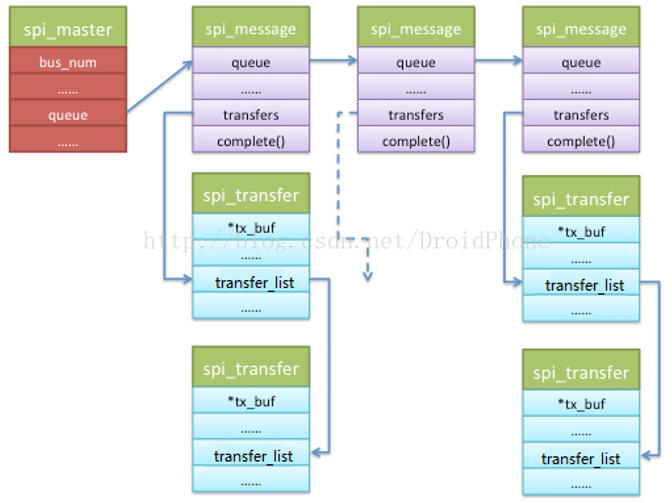 spi_master
bus_num
......
queue
......
spi_message
queue
......
transfers
complete()
spi_message
queue
......
transfers
complete()
spi_message
queue
......
transfers
complete()
spi_transfer
*tx_buf
......
transfer_list
......
spi_transfer
*tx_buf
......
transfer_list
......
http://blog.csdn.net/DroidPhone
spi_transfer
*tx_buf
......
transfer_list
......
spi_transfer
*tx_buf
......
transfer_list
......